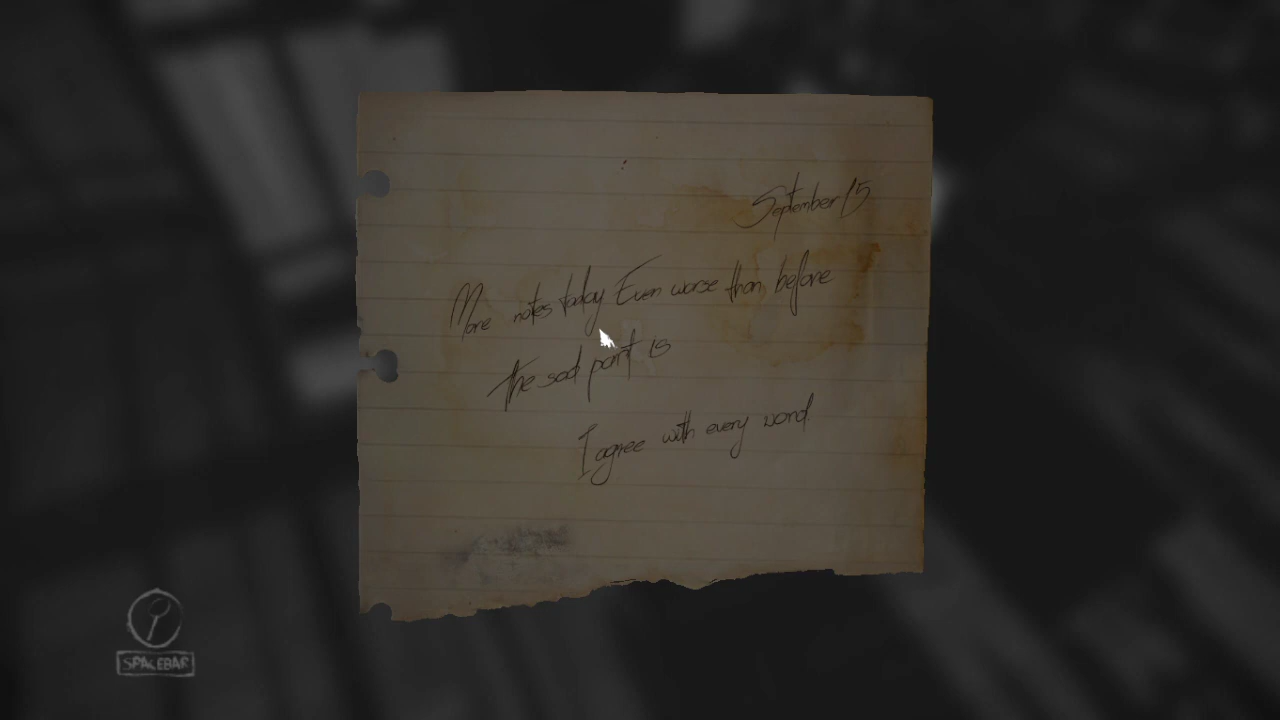 September 15
More notes today Even worse than before
the sad part is
I agree with every word.
SPACEBAR